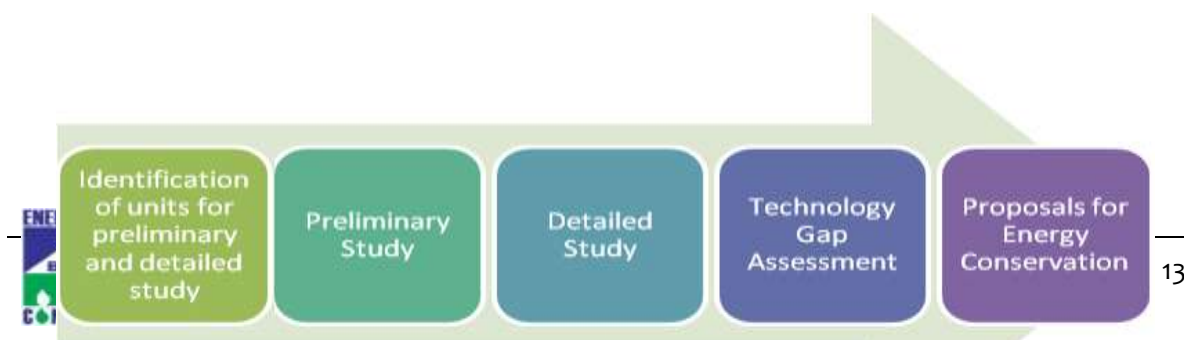 Identification
of units for
preliminary
and detailed
study
Preliminary
Study
Detailed
Study
Technology
Gap
Assessment
Proposals for
Energy
Conservation
13